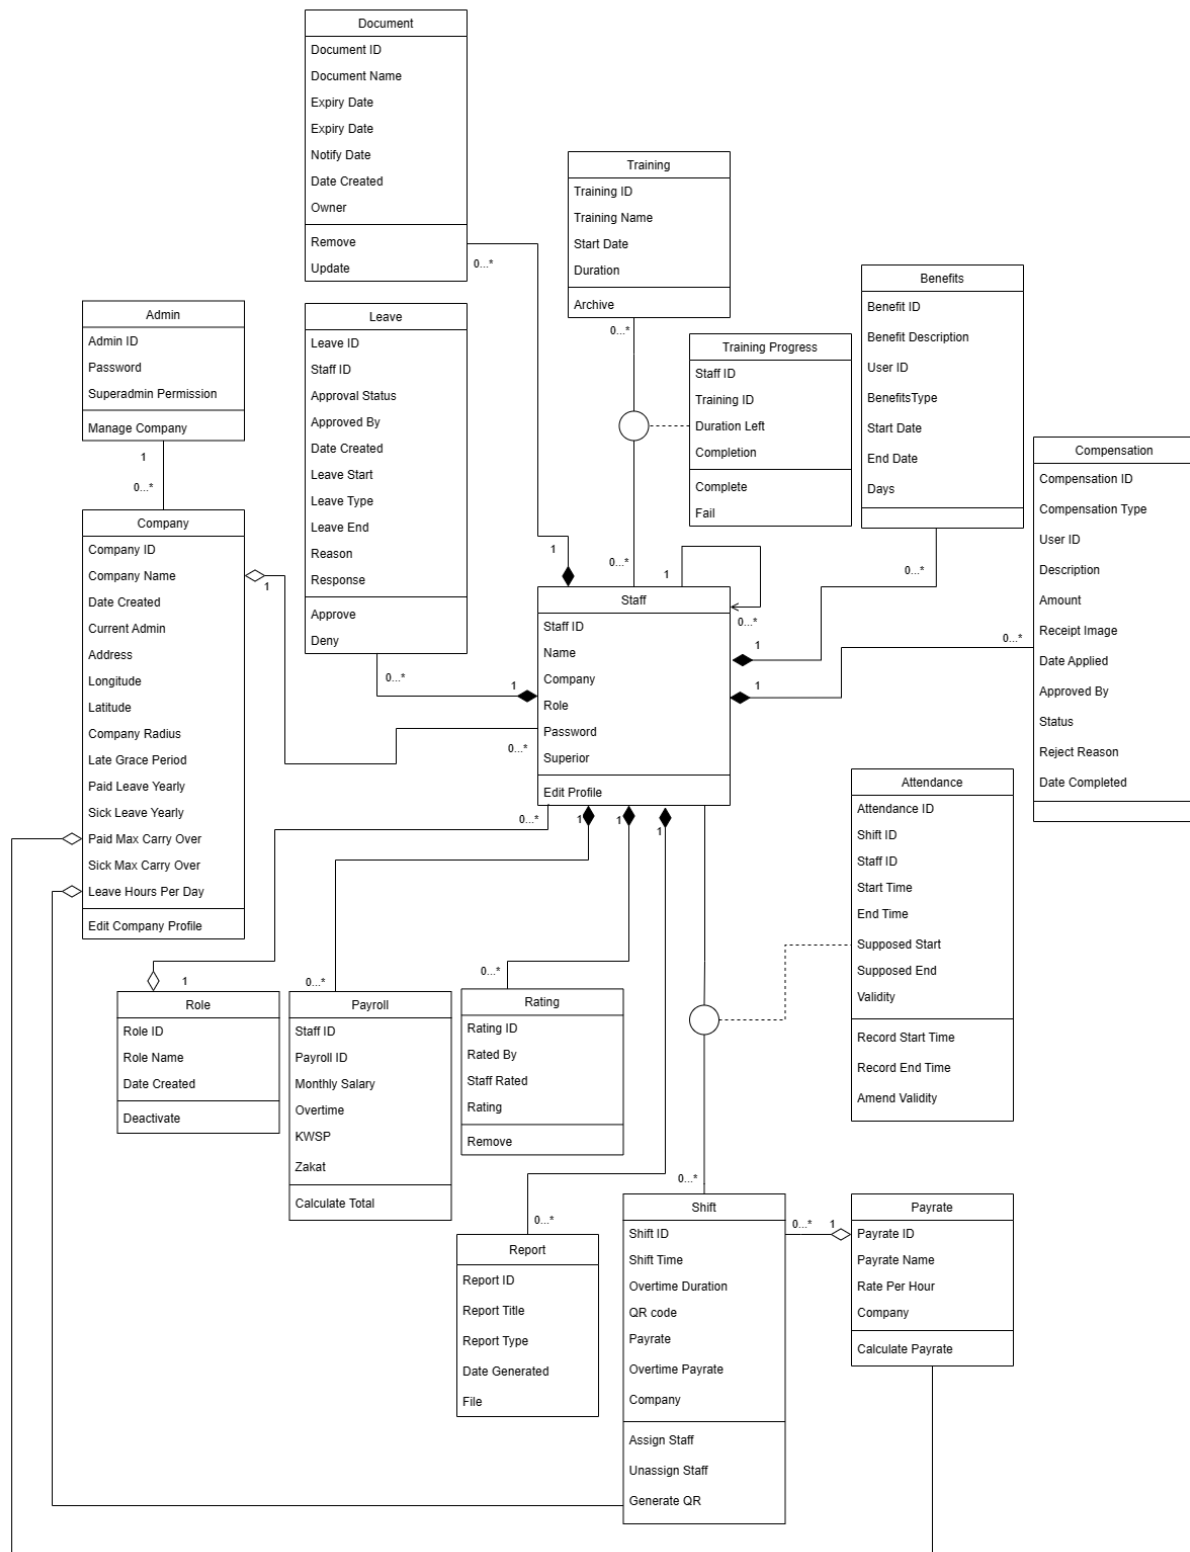 Document
Document ID
Document Name
Expiry Date
Expiry Date
Notify Date
Date Created
Owner
Remove
Update
0...*
Training
Training ID
Training Name
Start Date
Duration
Archive
0...*
Benefits
Benefit ID
Benefit Description
User ID
BenefitsType
Start Date
End Date
Days
0...*
Admin
Admin ID
Password
Superadmin Permission
Manage Company
1
0...*
Leave
Leave ID
Staff ID
Approval Status
Approved By
Date Created
Leave Start
Leave Type
Leave End
Reason
Response
Approve
Deny
0...*
1
Training Progress
Staff ID
Training ID
Duration Left
Completion
Complete
Fail
Compensation
Compensation ID
Compensation Type
User ID
Description
Amount
Receipt Image
Date Applied
Approved By
Status
Reject Reason
Date Completed
0...*
Company
Company ID
Company Name
Date Created
Current Admin
Address
Longitude
Latitude
Company Radius
Late Grace Period
Paid Leave Yearly
Sick Leave Yearly
Paid Max Carry Over
Sick Max Carry Over
Leave Hours Per Day
Edit Company Profile
1
0...*
1
0...*
1
0...*
Staff
Staff ID
Name
Company
Role
Password
Superior
Edit Profile
1
1
0...*
1
1
1
Attendance
Attendance ID
Shift ID
Staff ID
Start Time
End Time
Supposed Start
Supposed End
Validity
Record Start Time
Record End Time
Amend Validity
1
Role
Role ID
Role Name
Date Created
Deactivate
0...*
Payroll
Staff ID
Payroll ID
Monthly Salary
Overtime
KWSP
Zakat
Calculate Total
0...*
Rating
Rating ID
Rated By
Staff Rated
Rating
Remove
0...*
Report
Report ID
Report Title
Report Type
Date Generated
File
0...*
Shift
Shift ID
Shift Time
Overtime Duration
QR code
Payrate
Overtime Payrate
Company
Assign Staff
Unassign Staff
Generate QR
0...*
1
Payrate
Payrate ID
Payrate Name
Rate Per Hour
Company
Calculate Payrate